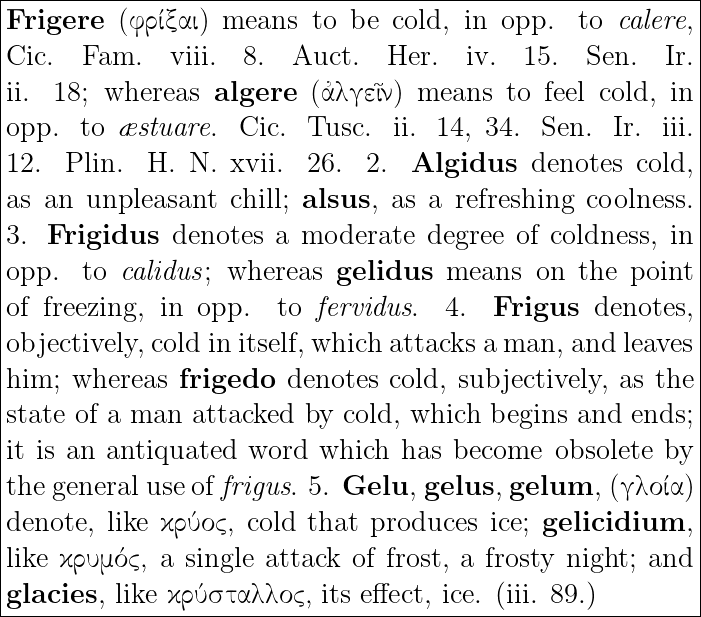 Frigere (φρίξαι) means to be cold, in opp. to calere,
Cic. Fam. viii. 8. Auct. Her. iv. 15. Sen. Ir.
ii. 18; whereas algere (ἀλγεῖν) means to feel cold, in
opp. to æstuare. Cic. Tusc. ii. 14, 34. Sen. Ir. iii.
12. Plin. H. N. xvii. 26. 2. Algidus denotes cold,
as an unpleasant chill; alsus, as a refreshing coolness.
3. Frigidus denotes a moderate degree of coldness, in
opp. to calidus; whereas gelidus means on the point
of freezing, in opp. to fervidus. 4. Frigus denotes,
objectively, cold in itself, which attacks a man, and leaves
him; whereas frigedo denotes cold, subjectively, as the
state of a man attacked by cold, which begins and ends;
it is an antiquated word which has become obsolete by
the general use of frigus. 5. Gelu, gelus, gelum, (γλοία)
denote, like κρύος, cold that produces ice; gelicidium,
like κρυμός, a single attack of frost, a frosty night; and
glacies, like κρύσταλλος, its effect, ice. (iii. 89.)